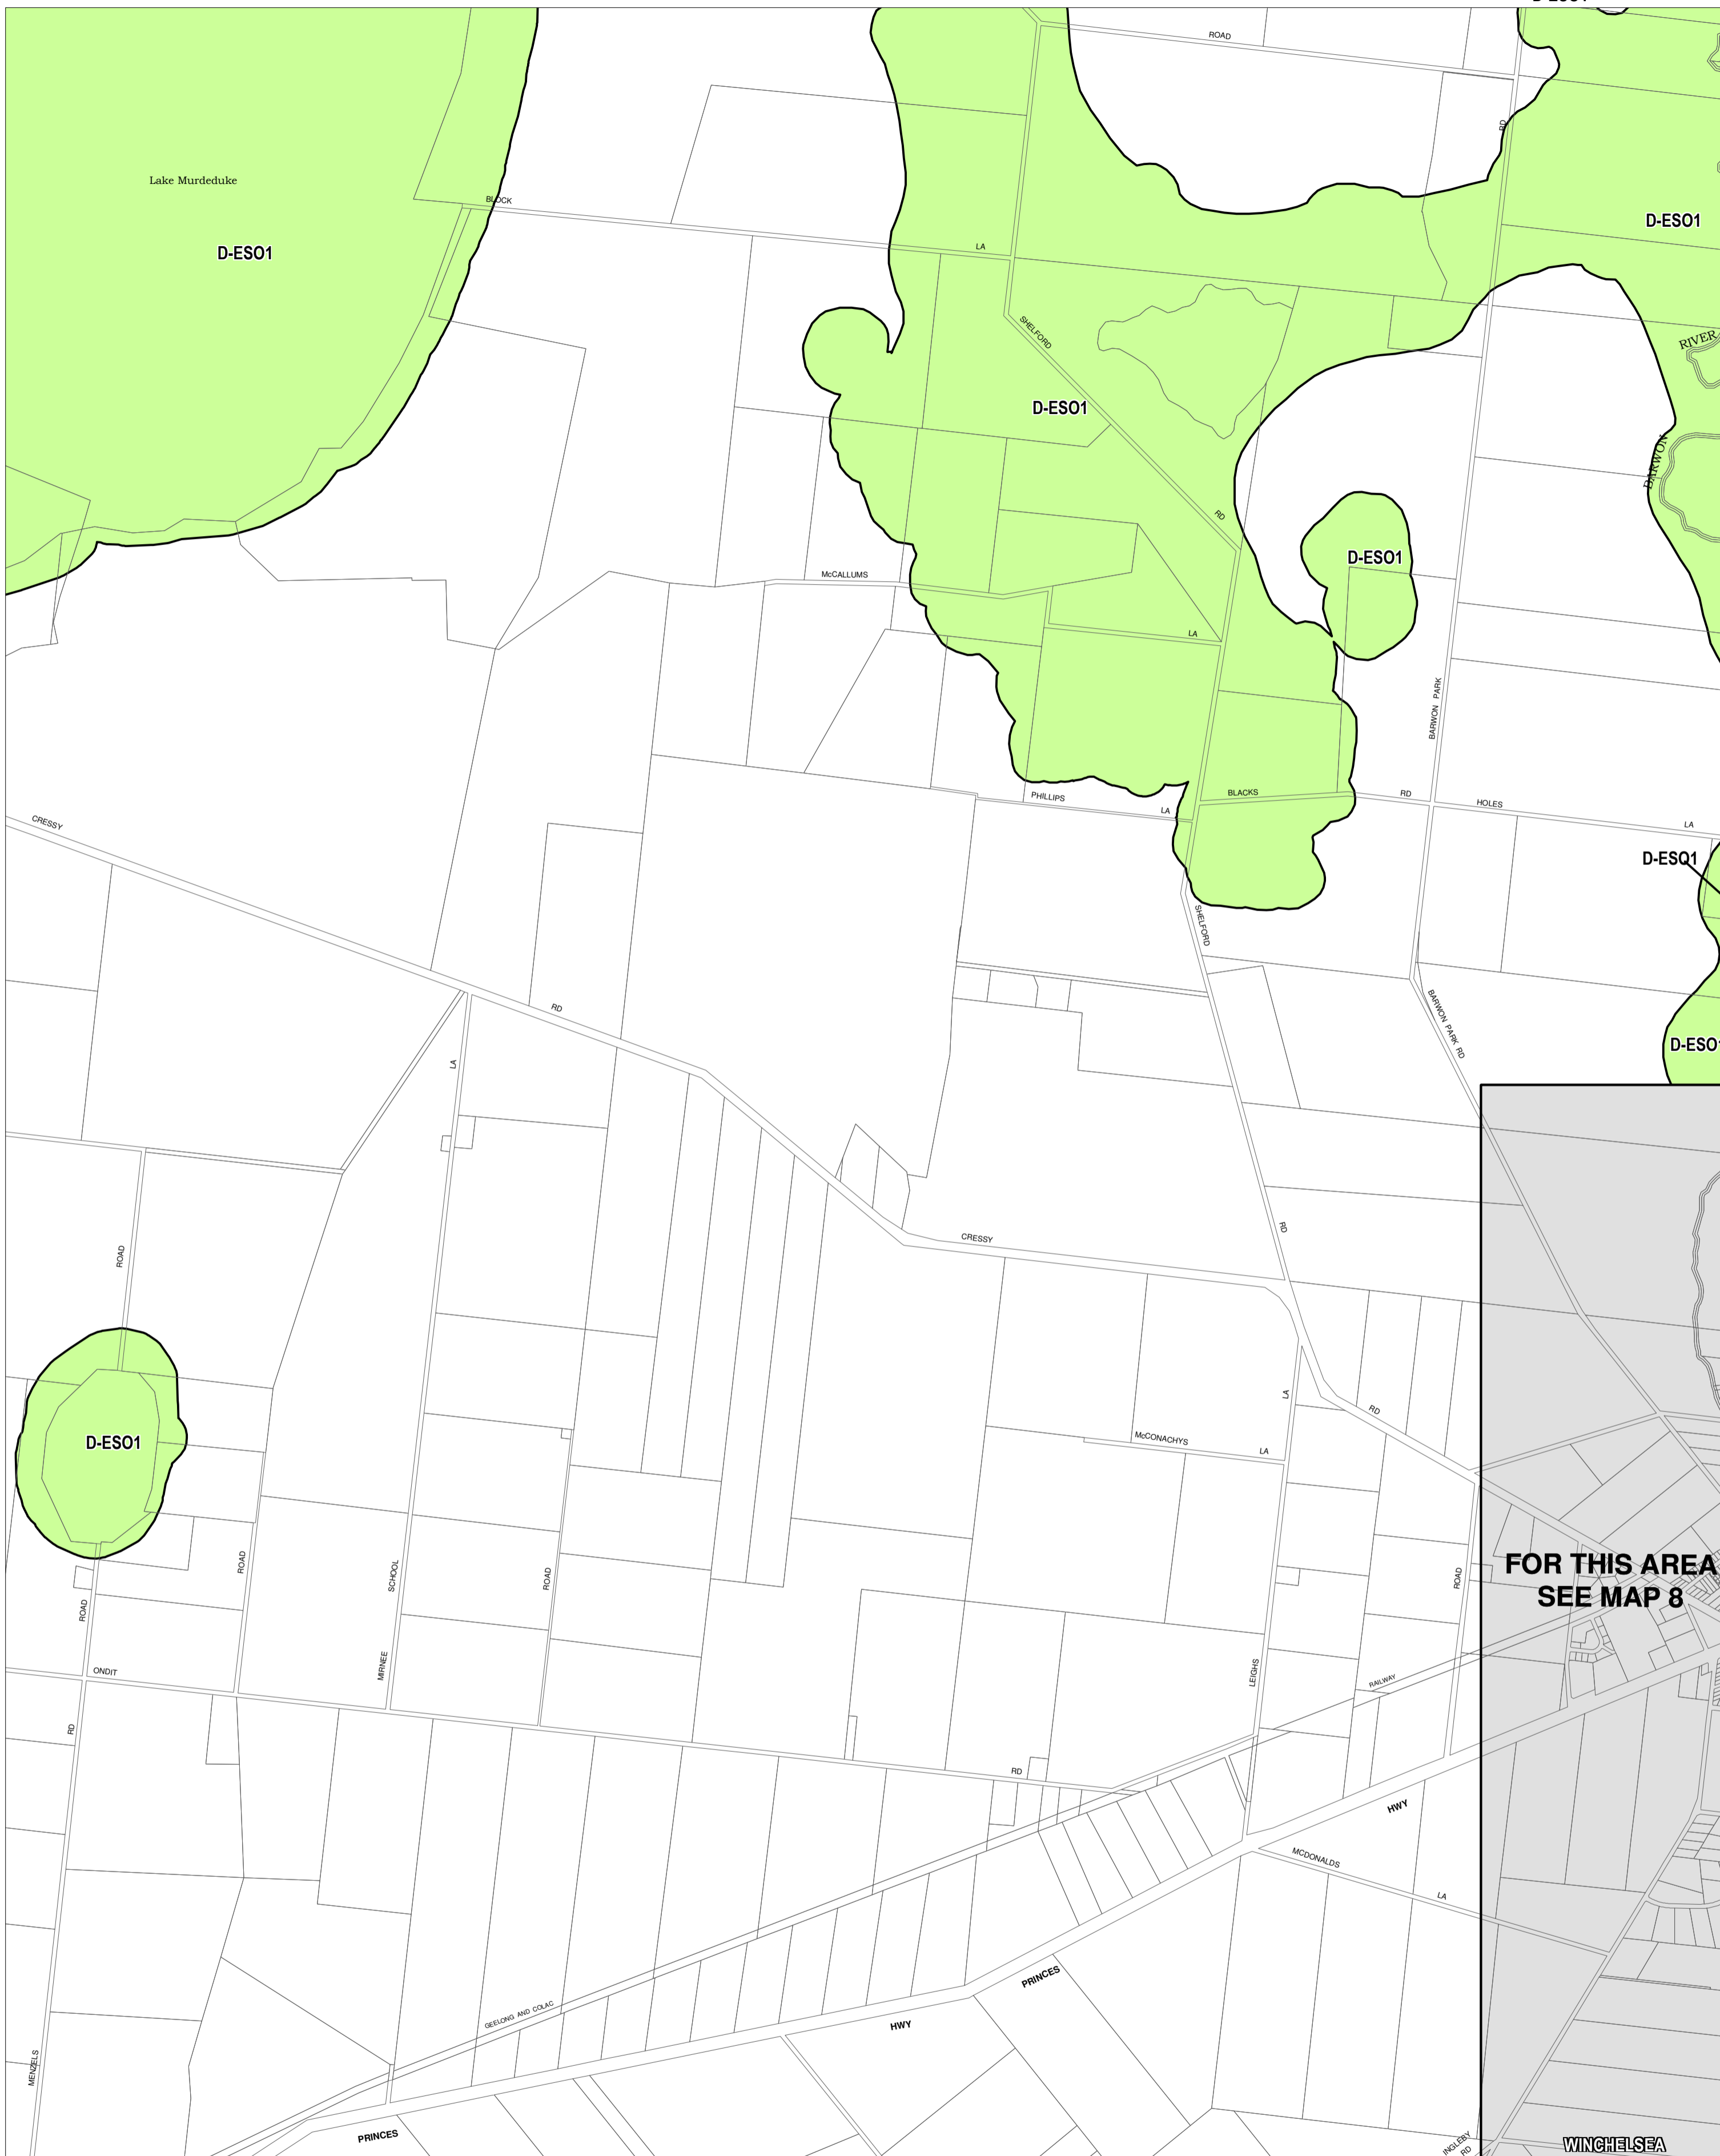 D-ESO1
ROAD
RD
Lake Murdeduke
D-ESO1
BLOCK
LA
D-ESO1
SHELFORD
RIVER
D-ESO1
BARWON
RD
D-ESO1
McCALLUMS
LA
BARWON PARK
PHILLIPS
LA
BLACKS
RD
HOLES
LA
CRESSY
D-ESO1
SHELFORD
RD
BARWON PARK RD
D-ESO1
LA
ROAD
CRESSY
RD
LA
RD
D-ESO1
McCONACHYS
LA
FOR THIS AREA
SEE MAP 8
ROAD
SCHOOL
ROAD
ROAD
ROAD
MIRNEE
ONDIT
LEIGHS
RAILWAY
RD
RD
HWY
MCDONALDS
LA
PRINCES
GEELONG AND COLAC
HWY
MENZELS
PRINCES
INGLEBY
RD
WINCHELSEA